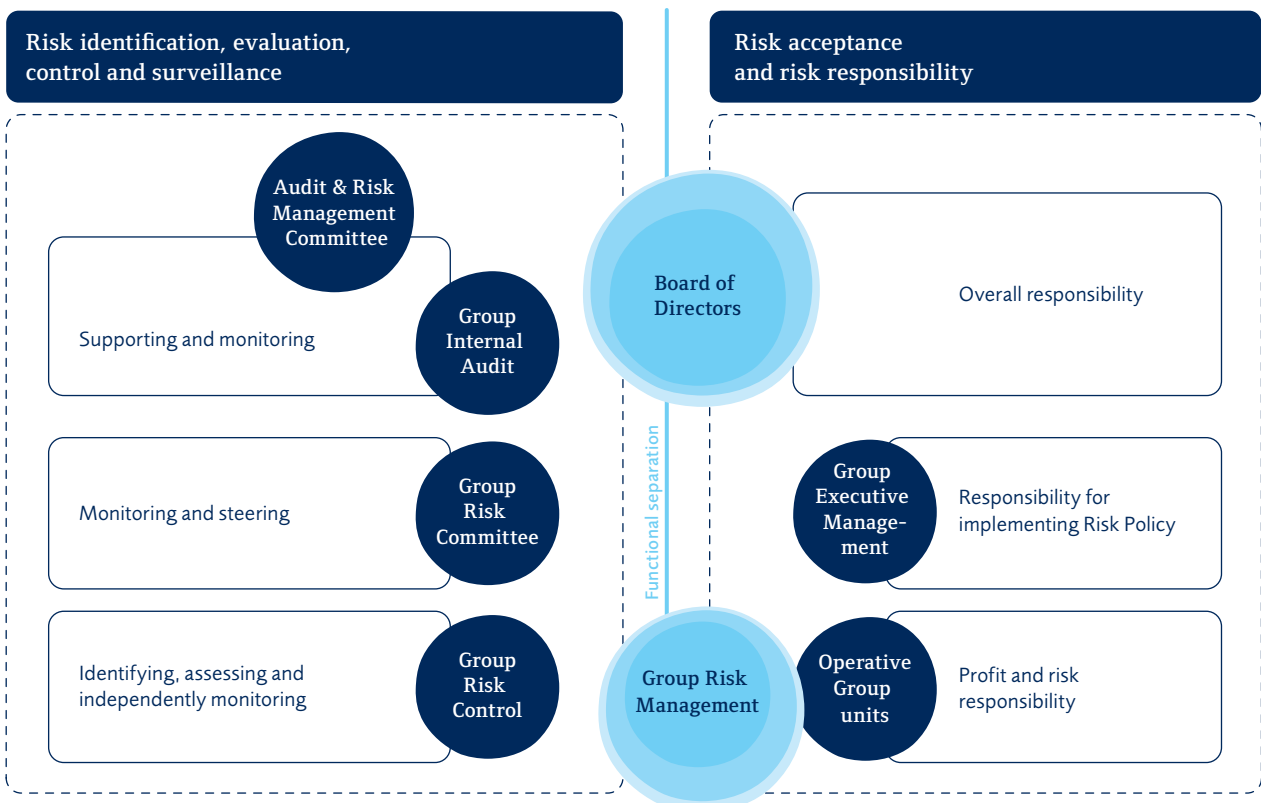 Risk identification, evaluation,
control and surveillance
Risk acceptance
and risk responsibility
Audit & Risk
Management
Committee
Supporting and monitoring
Group
Internal
Audit
Board of
Directors
Overall responsibility
Monitoring and steering
Group
Risk
Committee
Functional separation
Group
Executive
Manage-
ment
Responsibility for
implementing Risk Policy
Identifying, assessing and
independently monitoring
Group
Risk
Control
Group Risk
Management
Operative
Group
units
Profit and risk
responsibility